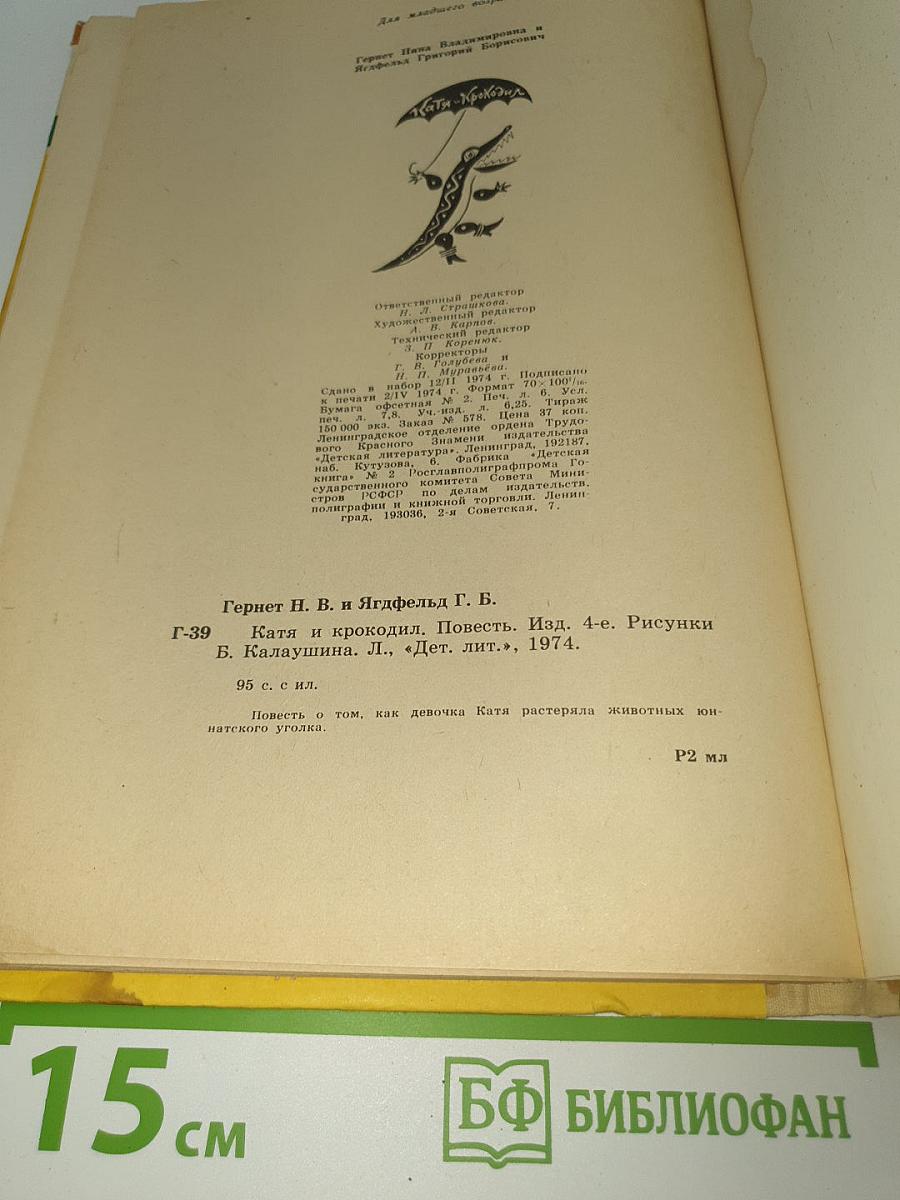 Для младшего
Гернет Нина Владимировна и
Ягдфельд Григорий Борисович
Катя и крокодил
Ответственный редактор
Н. Л. Страшкова.
Художественный редактор
А. В. Карпов.
Технический редактор
З. П Коренюк.
Корректоры
Г. В. Голубева и
Н. П. Муравьёва.
Сдано в набор 12/II 1974 г. Подписано
к печати 2/IV 1974 г. Формат 70×100¹/₁₆.
Бумага офсетная № 2. Печ. л. 6. Усл.
печ. л. 7,8. Уч.-изд. л. 6,25. Тираж
150 000 экз. Заказ № 578. Цена 37 коп.
Ленинградское отделение ордена Трудо-
вого Красного Знамени издательства
«Детская литература». Ленинград, 192187,
наб. Кутузова, 6. Фабрика «Детская
книга» № 2 Росглавполиграфпрома Го-
сударственного комитета Совета Мини-
стров РСФСР по делам издательств,
полиграфии и книжной торговли. Ленин-
град, 193036, 2-я Советская, 7.
Гернет Н. В. и Ягдфельд Г. Б.
Г-39 Катя и крокодил. Повесть. Изд. 4-е. Рисунки
Б. Калаушина. Л., «Дет. лит.», 1974.
95 с. с ил.
Повесть о том, как девочка Катя растеряла животных юн-
натского уголка.
Р2 мл
15 см
БФ БИБЛИОФАН